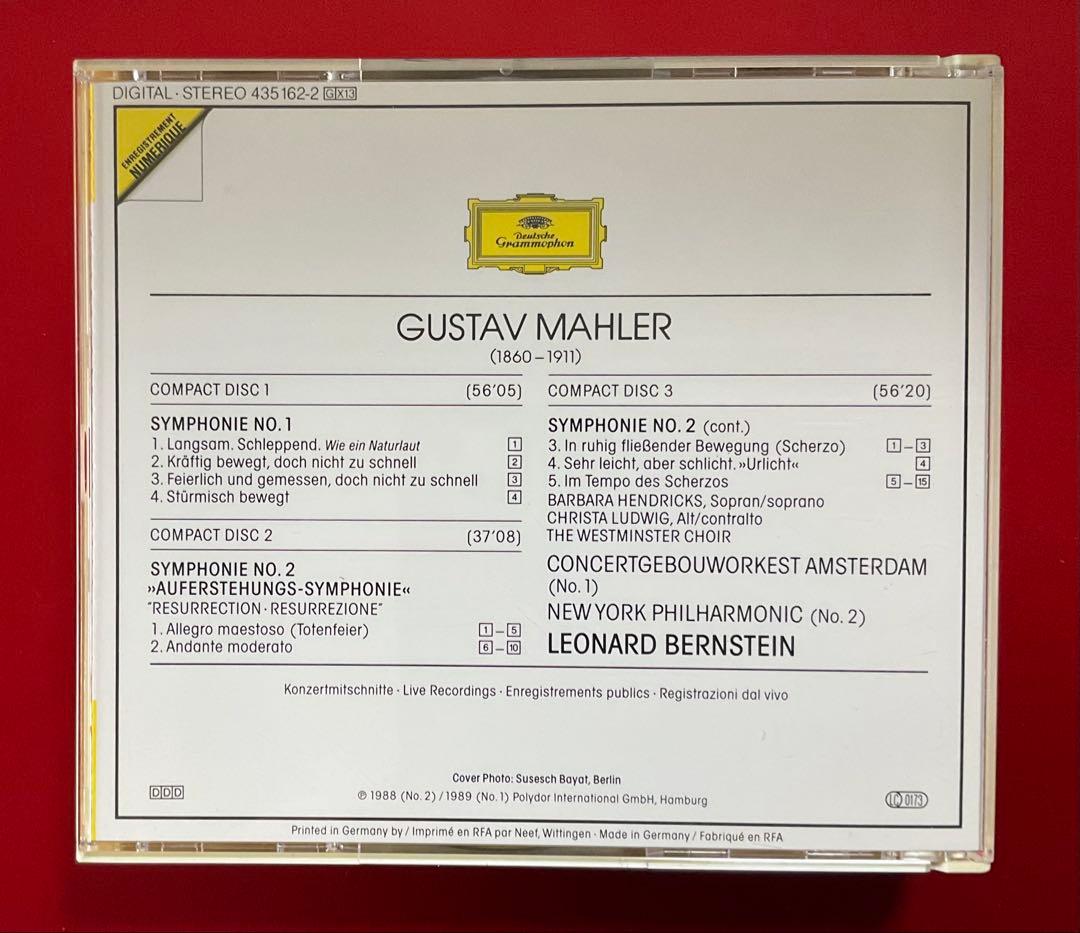 DIGITAL · STEREO 435162-2 GX13
ENREGISTREMENT
NUMERIQUE
Deutsche
Grammophon
GUSTAV MAHLER
(1860–1911)
COMPACT DISC 1 (56'05)
SYMPHONIE NO. 1
1. Langsam. Schleppend. Wie ein Naturlaut 1
2. Kräftig bewegt, doch nicht zu schnell 2
3. Feierlich und gemessen, doch nicht zu schnell 3
4. Stürmisch bewegt 4
COMPACT DISC 2 (37'08)
SYMPHONIE NO. 2
»AUFERSTEHUNGS-SYMPHONIE«
"RESURRECTION · RESURREZIONE"
1. Allegro maestoso (Totenfeier) 1–5
2. Andante moderato 6–10
COMPACT DISC 3 (56'20)
SYMPHONIE NO. 2 (cont.)
3. In ruhig fließender Bewegung (Scherzo) 1–3
4. Sehr leicht, aber schlicht. »Urlicht« 4
5. Im Tempo des Scherzos 5–15
BARBARA HENDRICKS, Sopran/soprano
CHRISTA LUDWIG, Alt/contralto
THE WESTMINSTER CHOIR
CONCERTGEBOUWORKEST AMSTERDAM
(No. 1)
NEW YORK PHILHARMONIC (No. 2)
LEONARD BERNSTEIN
Konzertmitschnitte · Live Recordings · Enregistrements publics · Registrazioni dal vivo
Cover Photo: Susesch Bayat, Berlin
DDD
℗ 1988 (No. 2) / 1989 (No. 1) Polydor International GmbH, Hamburg
LC 0173
Printed in Germany by / Imprimé en RFA par Neef, Wittingen · Made in Germany / Fabriqué en RFA